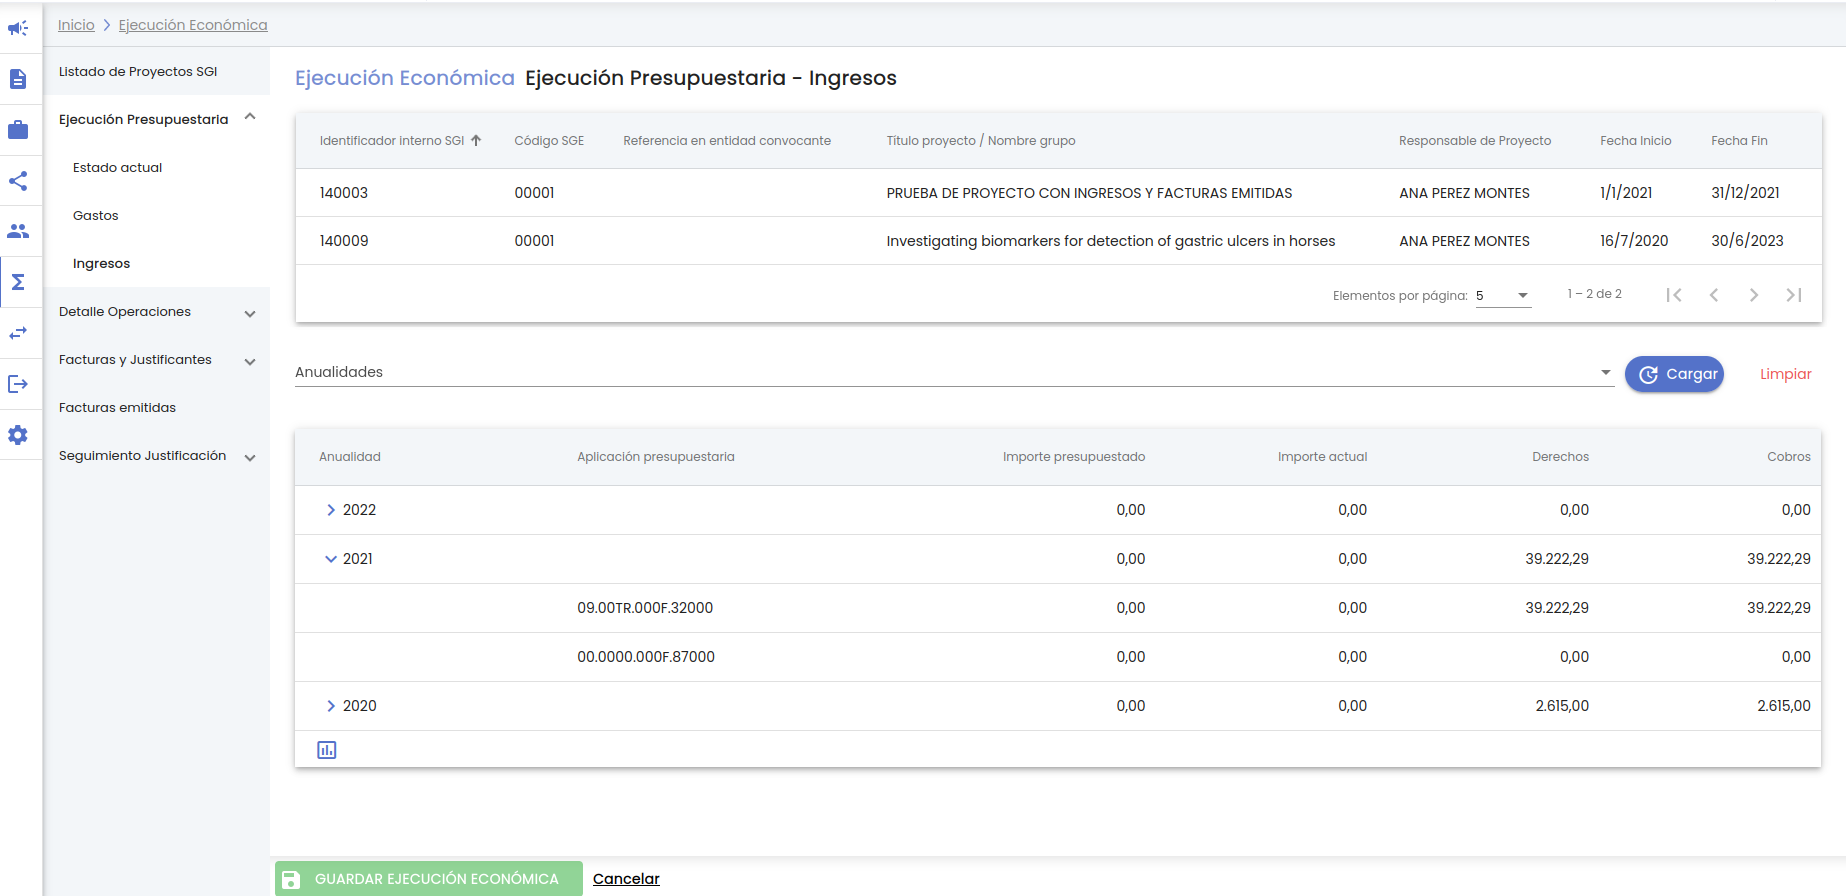 Inicio > Ejecución Económica
Listado de Proyectos SGI
Ejecución Presupuestaria
Estado actual
Gastos
Ingresos
Detalle Operaciones
Facturas y Justificantes
Facturas emitidas
Seguimiento Justificación
Ejecución Económica Ejecución Presupuestaria - Ingresos
Identificador interno SGI Código SGE Referencia en entidad convocante Título proyecto / Nombre grupo Responsable de Proyecto Fecha Inicio Fecha Fin
140003 00001 PRUEBA DE PROYECTO CON INGRESOS Y FACTURAS EMITIDAS ANA PEREZ MONTES 1/1/2021 31/12/2021
140009 00001 Investigating biomarkers for detection of gastric ulcers in horses ANA PEREZ MONTES 16/7/2020 30/6/2023
Elementos por página: 5 1 – 2 de 2
Anualidades Cargar Limpiar
Anualidad Aplicación presupuestaria Importe presupuestado Importe actual Derechos Cobros
2022 0,00 0,00 0,00 0,00
2021 0,00 0,00 39.222,29 39.222,29
09.00TR.000F.32000 0,00 0,00 39.222,29 39.222,29
00.0000.000F.87000 0,00 0,00 0,00 0,00
2020 0,00 0,00 2.615,00 2.615,00
GUARDAR EJECUCIÓN ECONÓMICA Cancelar